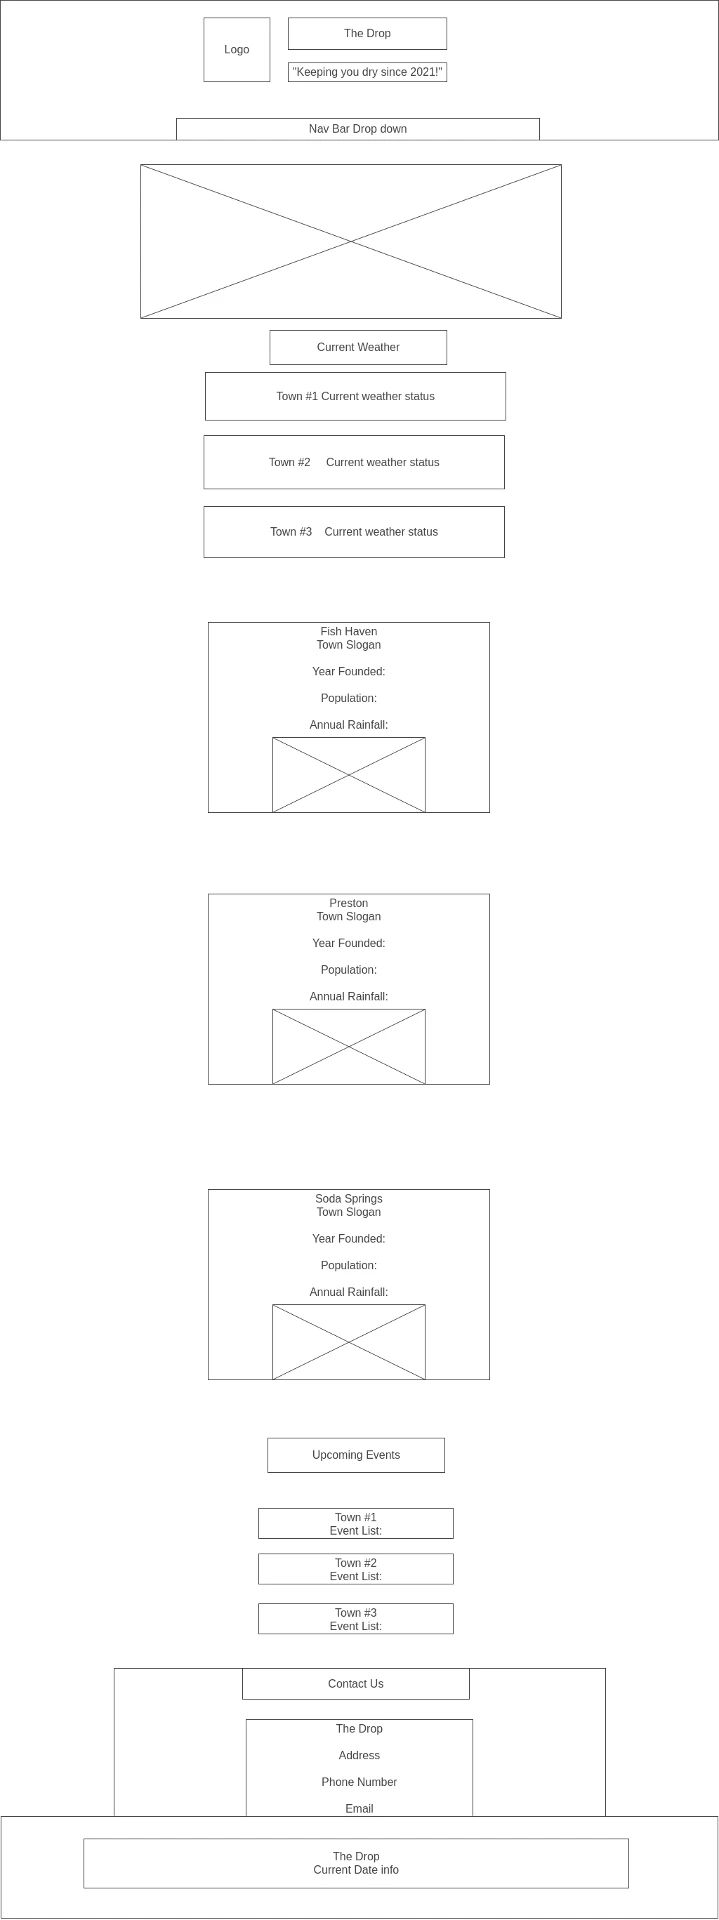 Logo
The Drop
"Keeping you dry since 2021!"
Nav Bar Drop down
Current Weather
Town #1 Current weather status
Town #2 Current weather status
Town #3 Current weather status
Fish Haven
Town Slogan
Year Founded:
Population:
Annual Rainfall:
Preston
Town Slogan
Year Founded:
Population:
Annual Rainfall:
Soda Springs
Town Slogan
Year Founded:
Population:
Annual Rainfall:
Upcoming Events
Town #1
Event List:
Town #2
Event List:
Town #3
Event List:
Contact Us
The Drop
Address
Phone Number
Email
The Drop
Current Date info